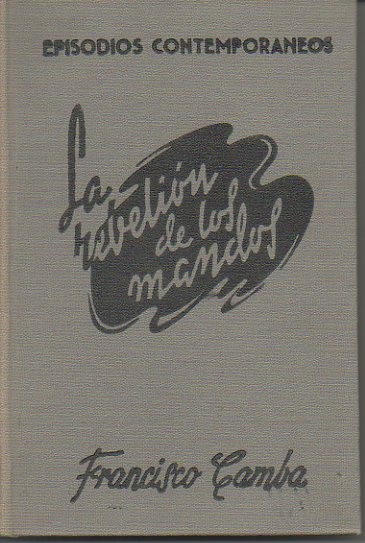 EPISODIOS CONTEMPORANEOS
La
rebelión
de los
mandos
Francisco Camba